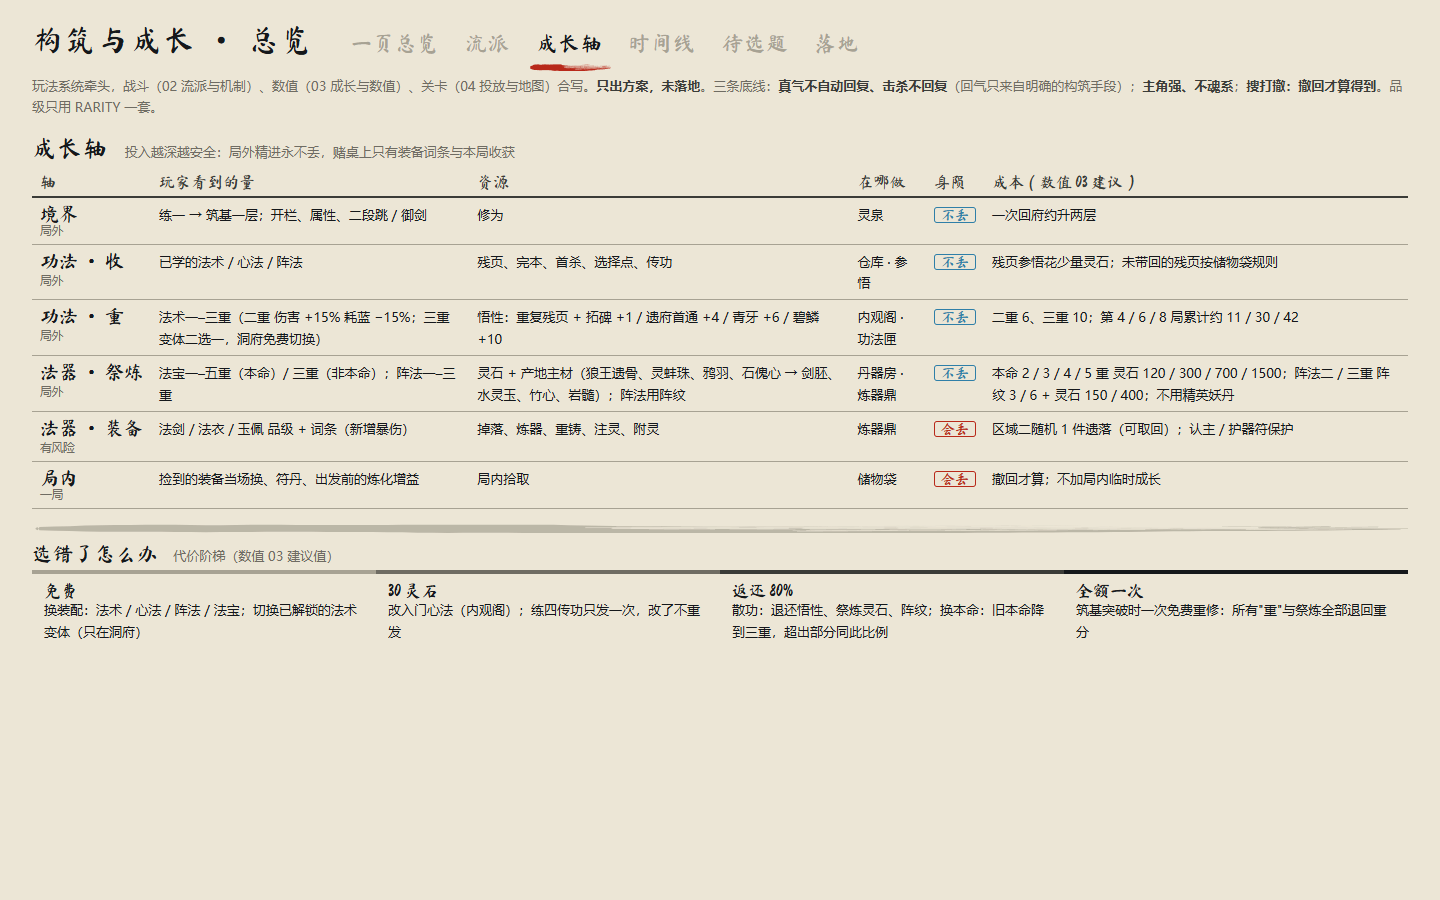 构筑与成长 · 总览
一页总览 流派 成长轴 时间线 待选题 落地
玩法系统牵头，战斗（02 流派与机制）、数值（03 成长与数值）、关卡（04 投放与地图）合写。只出方案，未落地。三条底线：真气不自动回复、击杀不回复（回气只来自明确的构筑手段）；主角强、不魂系；搜打撤：撤回才算得到。品
级只用 RARITY 一套。
成长轴 投入越深越安全：局外精进永不丢，赌桌上只有装备词条与本局收获
轴 玩家看到的量 资源 在哪做 身陨 成本（数值 03 建议）
境界 练一 → 筑基一层；开栏、属性、二段跳 / 御剑 修为 灵泉 不丢 一次回府约升两层
局外
功法 · 收 已学的法术 / 心法 / 阵法 残页、完本、首杀、选择点、传功 仓库 · 参 不丢 残页参悟花少量灵石；未带回的残页按储物袋规则
局外 悟
功法 · 重 法术一–三重（二重 伤害 +15% 耗蓝 −15%；三重 悟性：重复残页 + 拓碑 +1 / 遗府首通 +4 / 青牙 +6 / 碧鳞 内观阁 · 不丢 二重 6、三重 10；第 4 / 6 / 8 局累计约 11 / 30 / 42
局外 变体二选一，洞府免费切换） +10 功法匣
法器 · 祭炼 法宝一–五重（本命）/ 三重（非本命）；阵法一–三 灵石 + 产地主材（狼王遗骨、灵蚌珠、鸦羽、石傀心 → 剑胚、 丹器房 · 不丢 本命 2 / 3 / 4 / 5 重 灵石 120 / 300 / 700 / 1500；阵法二 / 三重 阵
局外 重 水灵玉、竹心、岩髓）；阵法用阵纹 炼器鼎 纹 3 / 6 + 灵石 150 / 400；不用精英妖丹
法器 · 装备 法剑 / 法衣 / 玉佩 品级 + 词条（新增暴伤） 掉落、炼器、重铸、注灵、附灵 炼器鼎 会丢 区域二随机 1 件遗落（可取回）；认主 / 护器符保护
有风险
局内 捡到的装备当场换、符丹、出发前的炼化增益 局内拾取 储物袋 会丢 撤回才算；不加局内临时成长
一局
选错了怎么办 代价阶梯（数值 03 建议值）
免费 30 灵石 返还 80% 全额一次
换装配：法术 / 心法 / 阵法 / 法宝；切换已解锁的法术 改入门心法（内观阁）；练四传功只发一次，改了不重 散功：退还悟性、祭炼灵石、阵纹；换本命：旧本命降 筑基突破时一次免费重修：所有"重"与祭炼全部退回重
变体（只在洞府） 发 到三重，超出部分同此比例 分